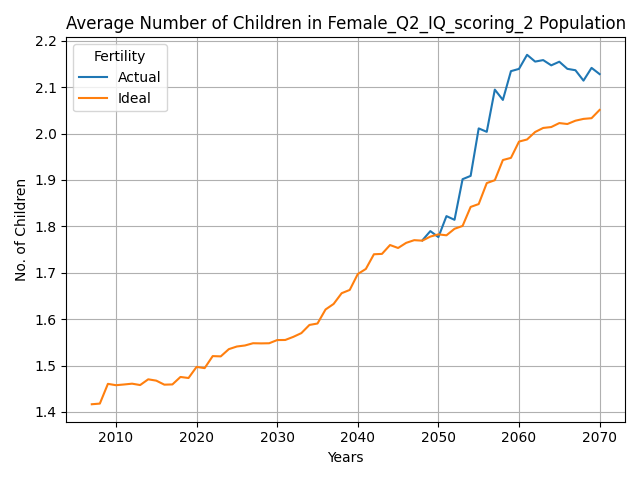 Average Number of Children in Female_Q2_IQ_scoring_2 Population
2.2
2.1
2.0
1.9
1.8
1.7
1.6
1.5
1.4
No. of Children
Fertility
Actual
Ideal
2010 2020 2030 2040 2050 2060 2070
Years